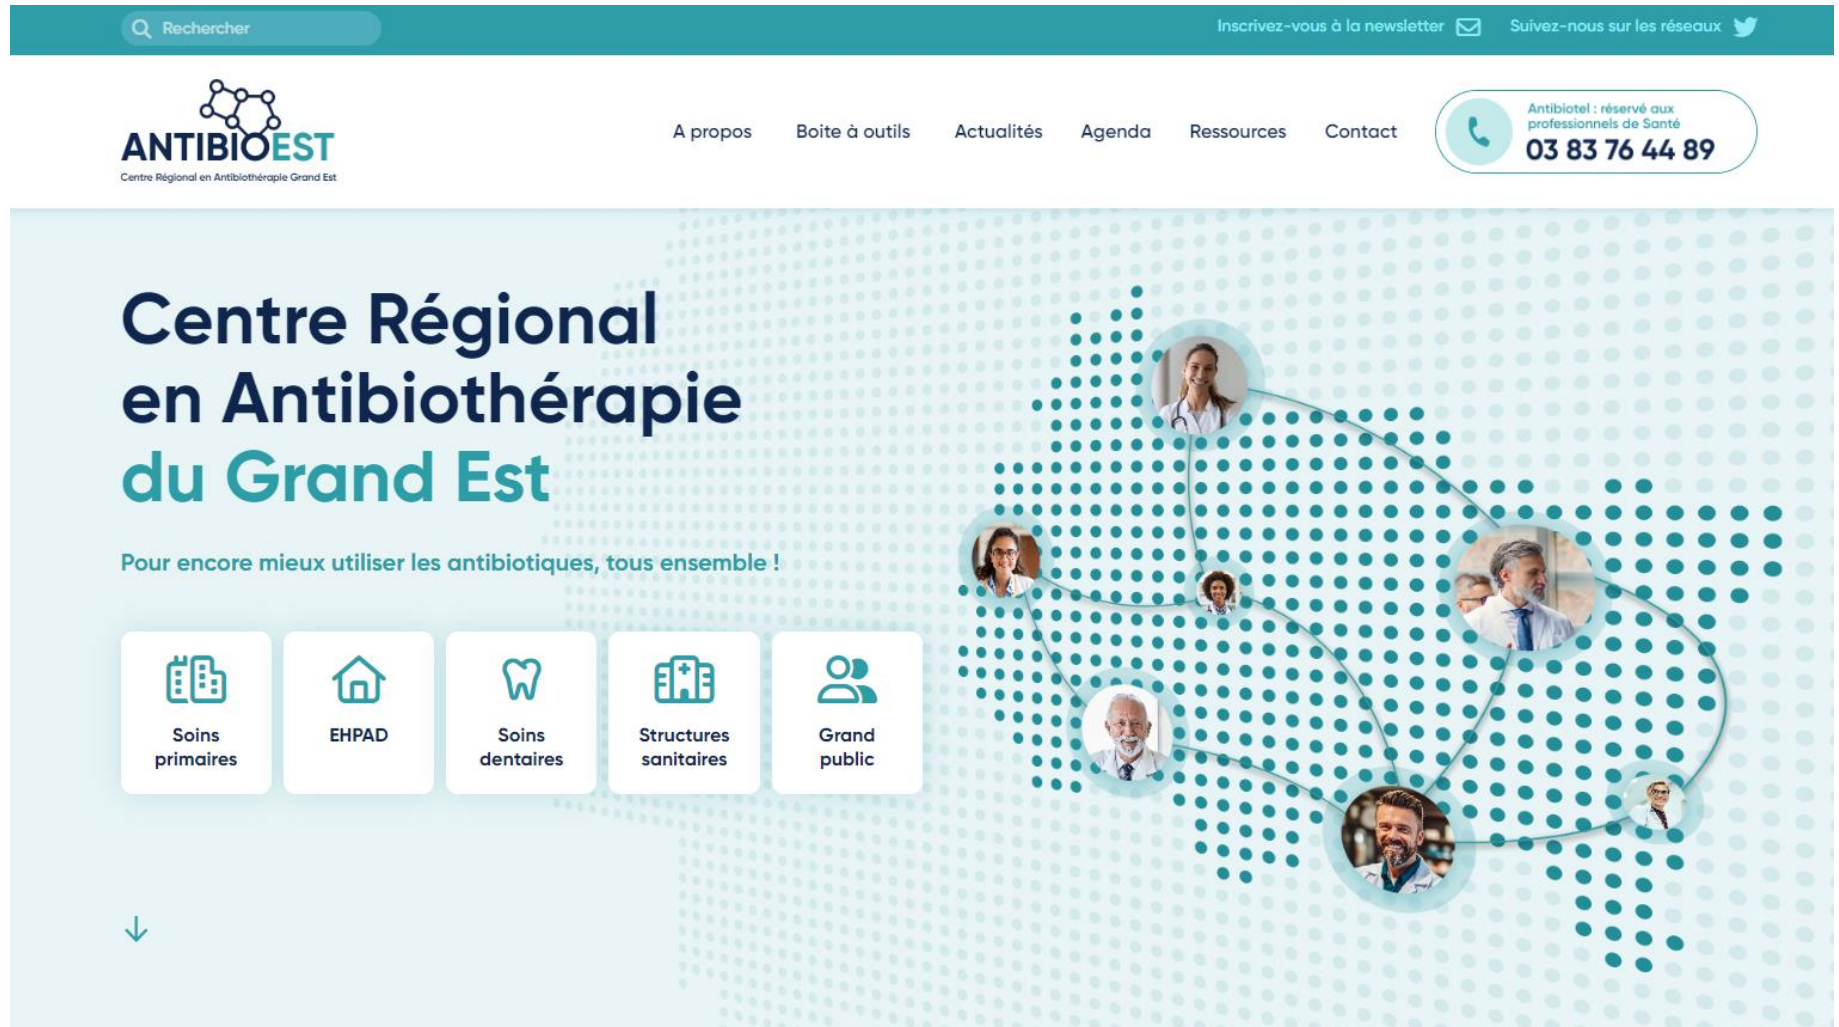 Rechercher
Inscrivez-vous à la newsletter
Suivez-nous sur les réseaux
ANTIBIOEST
Centre Régional en Antibiothérapie Grand Est
A propos
Boite à outils
Actualités
Agenda
Ressources
Contact
Antibiotel : réservé aux
professionnels de Santé
03 83 76 44 89
Centre Régional
en Antibiothérapie
du Grand Est
Pour encore mieux utiliser les antibiotiques, tous ensemble !
Soins
primaires
EHPAD
Soins
dentaires
Structures
sanitaires
Grand
public